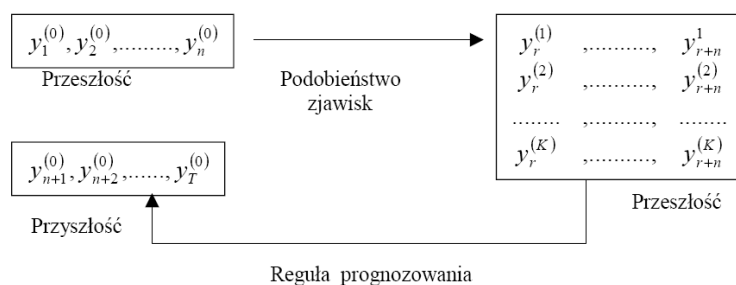 y_1^{(0)}, y_2^{(0)},........., y_n^{(0)}
Przeszłość
Podobieństwo
zjawisk
y_r^{(1)} ,........., y_{r+n}^{1}
y_r^{(2)} ,........., y_{r+n}^{(2)}
........ ,........., ........
y_r^{(K)} ,........., y_{r+n}^{(K)}
Przeszłość
y_{n+1}^{(0)}, y_{n+2}^{(0)},......, y_T^{(0)}
Przyszłość
Reguła prognozowania